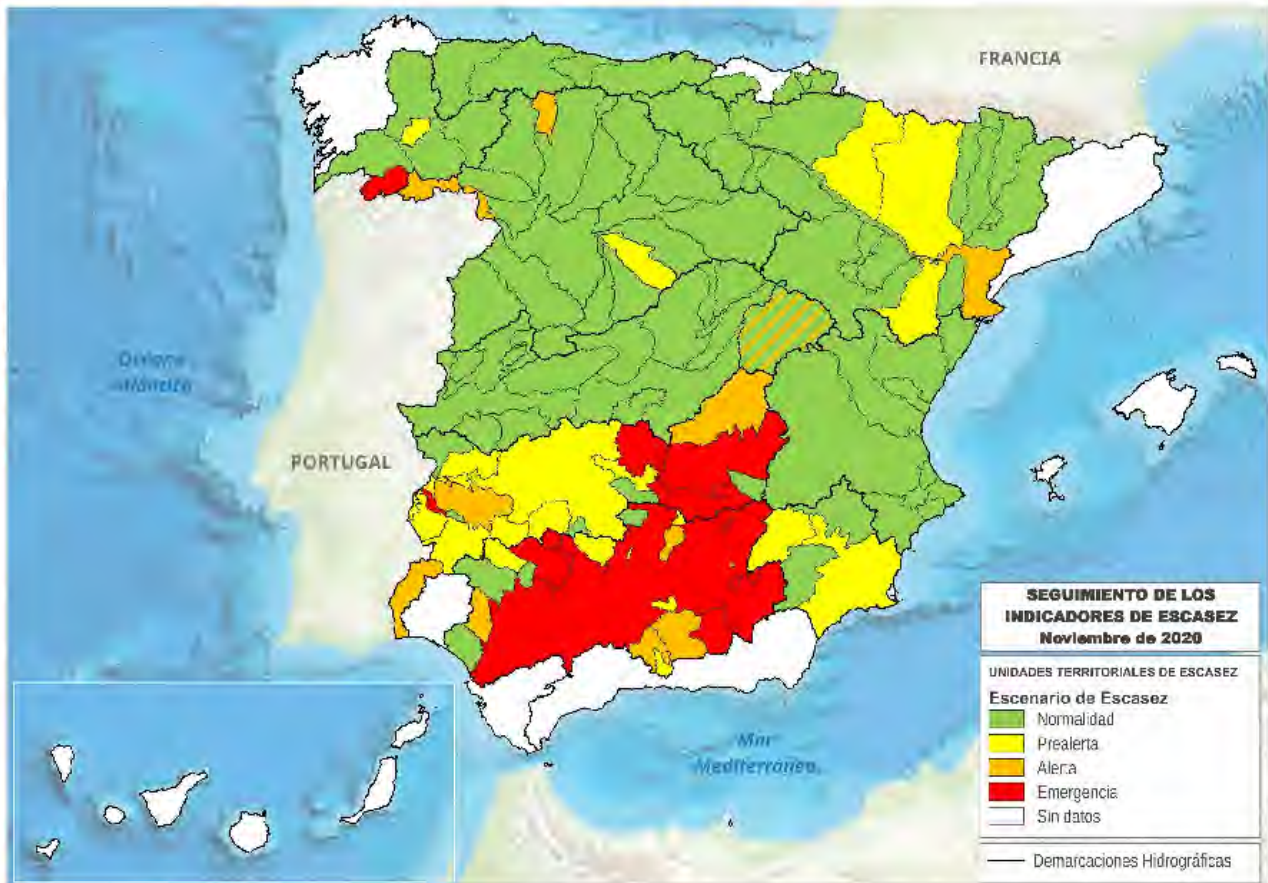 FRANCIA
Océano
Atlántico
PORTUGAL
Mar
Mediterráneo
SEGUIMIENTO DE LOS
INDICADORES DE ESCASEZ
Noviembre de 2020
UNIDADES TERRITORIALES DE ESCASEZ
Escenario de Escasez
Normalidad
Prealerta
Alerta
Emergencia
Sin datos
Demarcaciones Hidrográficas